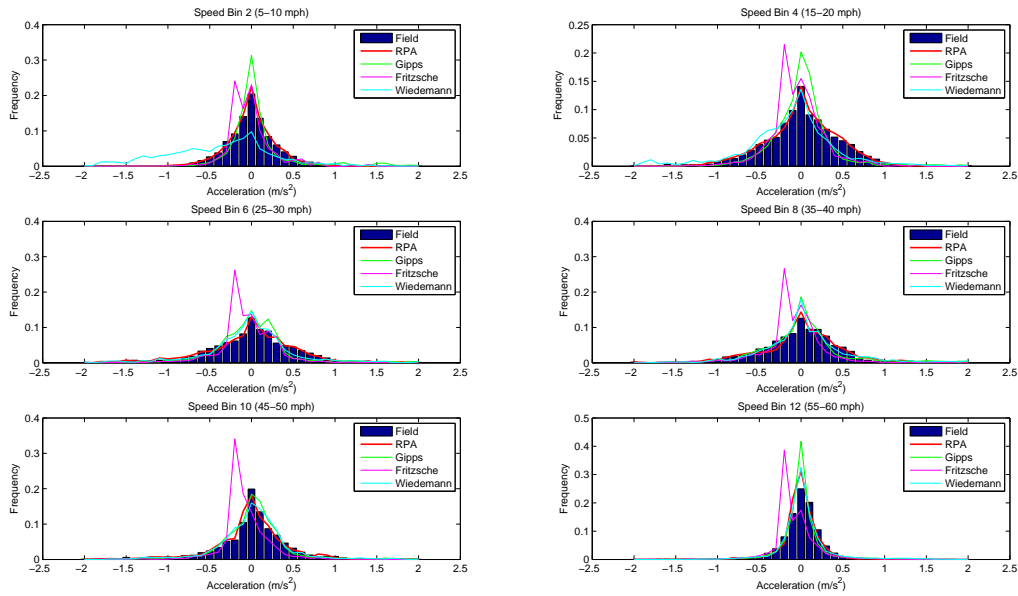 Speed Bin 2 (5−10 mph)
0.4
0.3
0.2
0.1
0
Frequency
Field
RPA
Gipps
Fritzsche
Wiedemann
−2.5 −2 −1.5 −1 −0.5 0 0.5 1 1.5 2 2.5
Acceleration (m/s²)
Speed Bin 4 (15−20 mph)
0.25
0.2
0.15
0.1
0.05
0
Frequency
Field
RPA
Gipps
Fritzsche
Wiedemann
−2.5 −2 −1.5 −1 −0.5 0 0.5 1 1.5 2 2.5
Acceleration (m/s²)
Speed Bin 6 (25−30 mph)
0.4
0.3
0.2
0.1
0
Frequency
Field
RPA
Gipps
Fritzsche
Wiedemann
−2.5 −2 −1.5 −1 −0.5 0 0.5 1 1.5 2 2.5
Acceleration (m/s²)
Speed Bin 8 (35−40 mph)
0.4
0.3
0.2
0.1
0
Frequency
Field
RPA
Gipps
Fritzsche
Wiedemann
−2.5 −2 −1.5 −1 −0.5 0 0.5 1 1.5 2 2.5
Acceleration (m/s²)
Speed Bin 10 (45−50 mph)
0.4
0.3
0.2
0.1
0
Frequency
Field
RPA
Gipps
Fritzsche
Wiedemann
−2.5 −2 −1.5 −1 −0.5 0 0.5 1 1.5 2 2.5
Acceleration (m/s²)
Speed Bin 12 (55−60 mph)
0.5
0.4
0.3
0.2
0.1
0
Frequency
Field
RPA
Gipps
Fritzsche
Wiedemann
−2.5 −2 −1.5 −1 −0.5 0 0.5 1 1.5 2 2.5
Acceleration (m/s²)